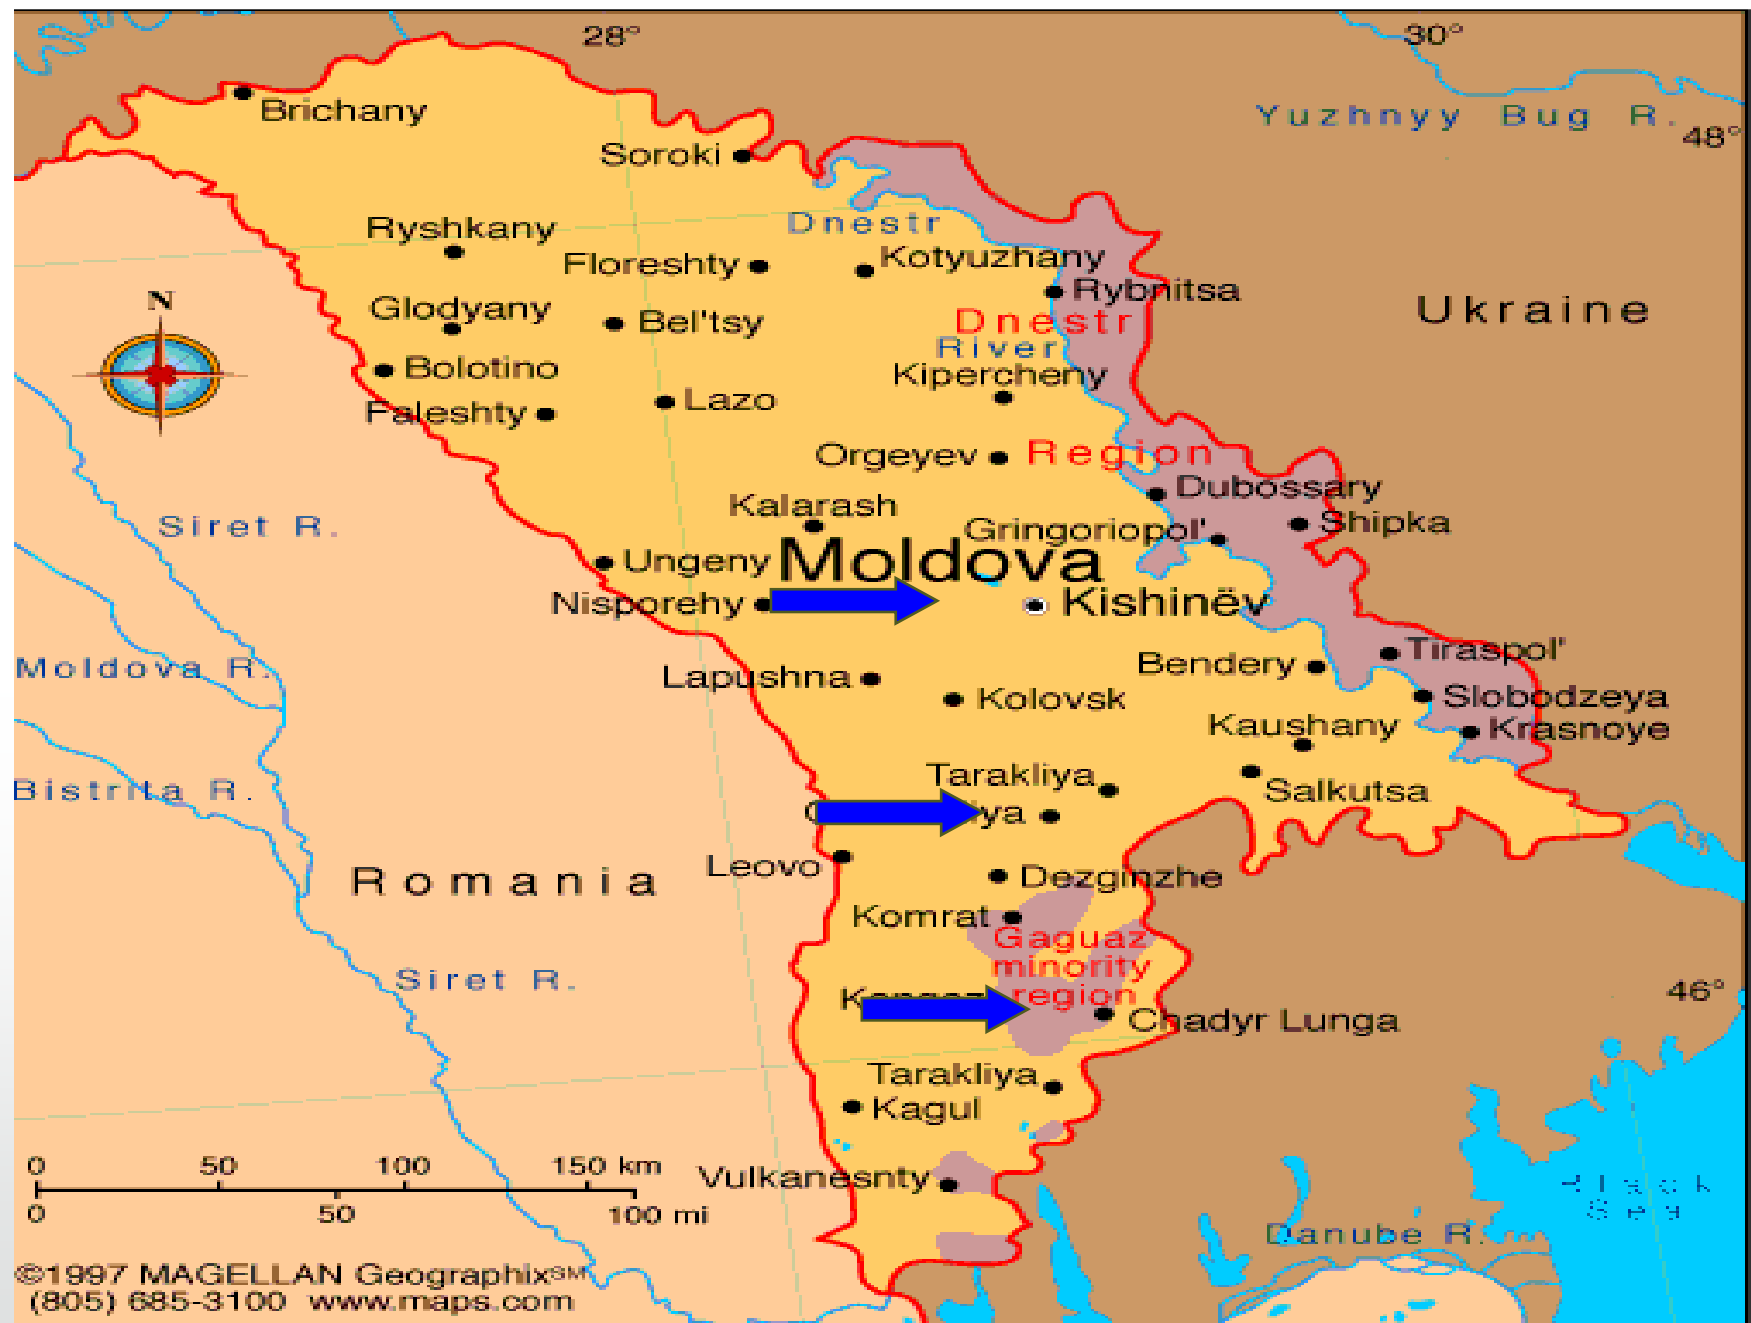 28°
30°
Brichany
Yuzhnyy Bug R.
48°
Soroki
Ryshkany
Dnestr
Floreshty
Kotyuzhany
Rybnitsa
N
Glodyany
Bel'tsy
Dnestr
Ukraine
River
Bolotino
Kipercheny
Faleshty
Lazo
Orgeyev
Region
Dubossary
Kalarash
Siret R.
Gringoriopol'
Shipka
Ungeny
Moldova
Nisporehy
Kishinëv
Moldova R.
Lapushna
Bendery
Tiraspol'
Kolovsk
Slobodzeya
Kaushany
Krasnoye
Bistrita R.
Tarakliya
Salkutsa
Leovo
Romania
Dezginzhe
Komrat
Gaguaz
minority
region
Siret R.
46°
Chadyr Lunga
Tarakliya
Kagul
0 50 100 150 km
Vulkanesnty
0 50 100 mi
Black
Sea
Danube R.
©1997 MAGELLAN GeographixSM
(805) 685-3100 www.maps.com